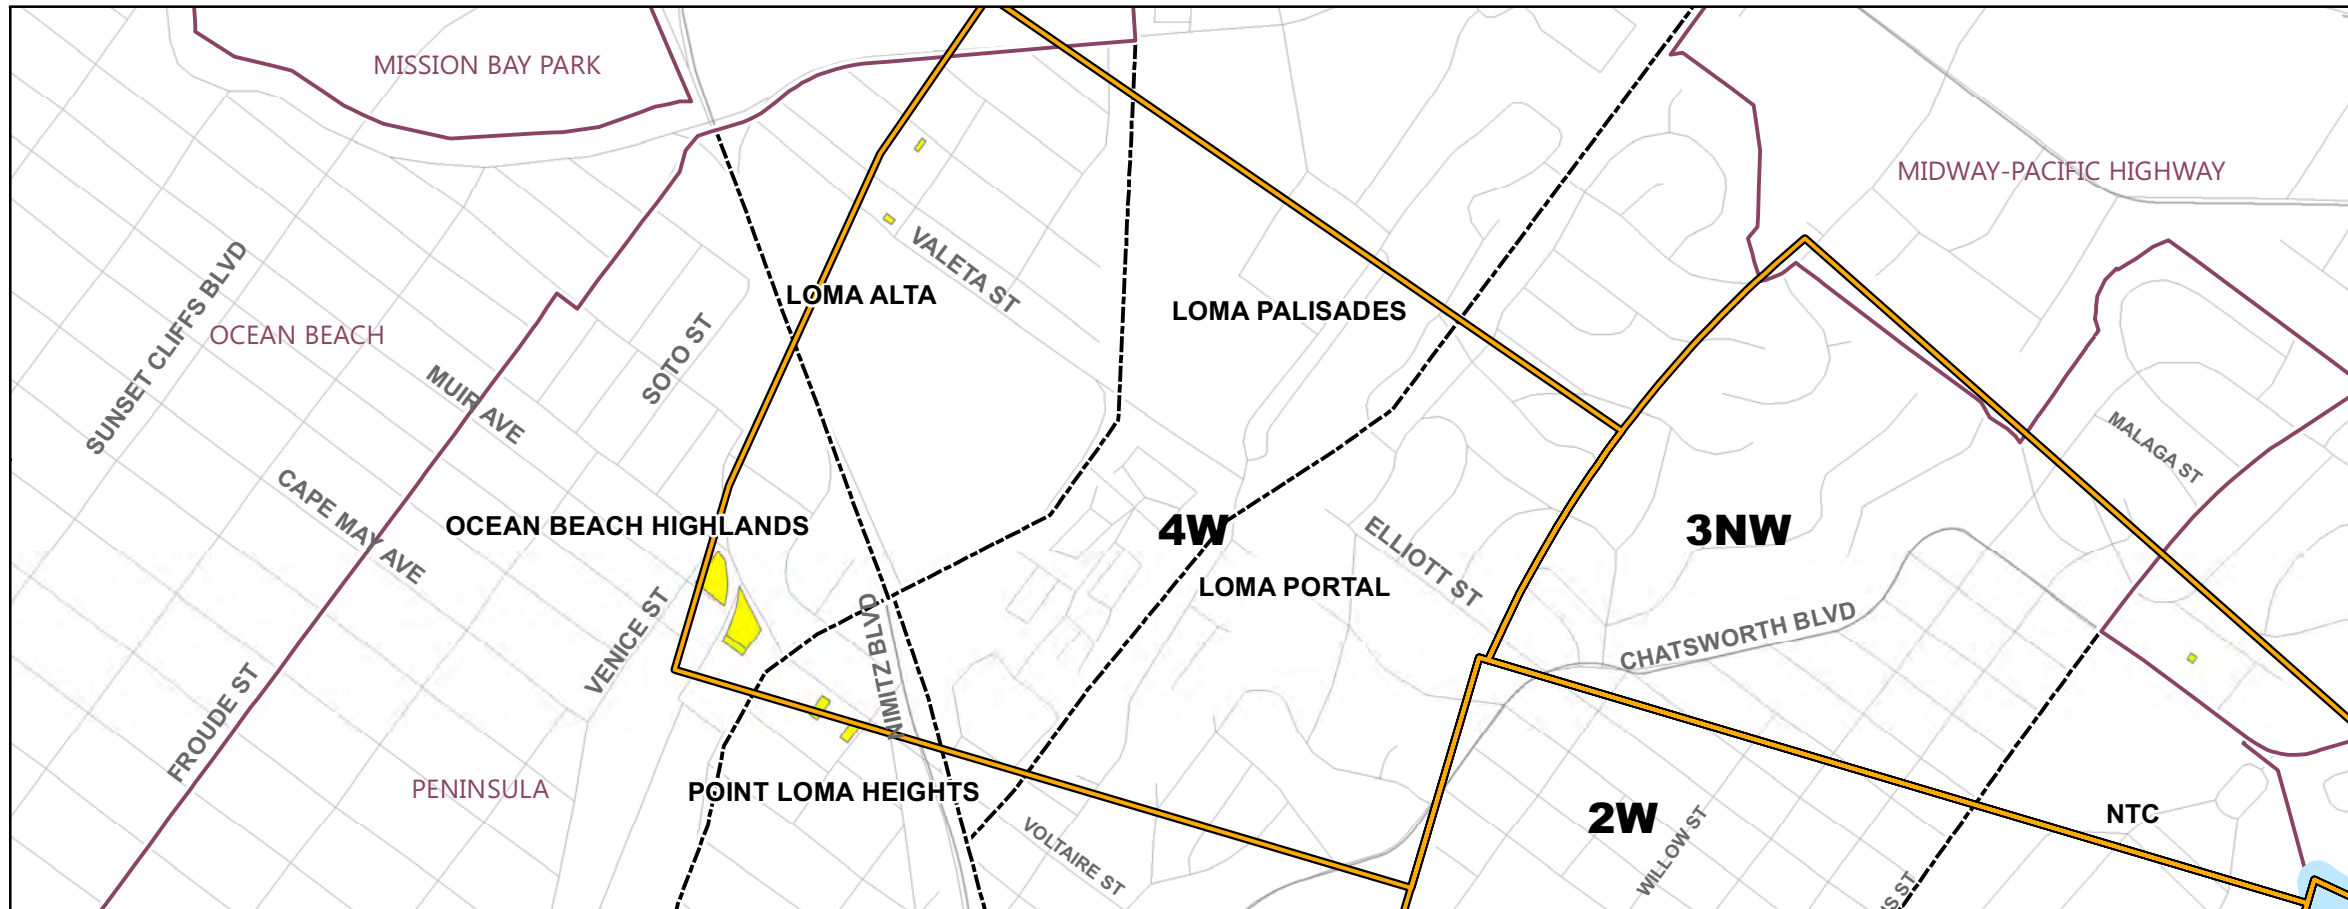 MISSION BAY PARK
MIDWAY-PACIFIC HIGHWAY
VALETA ST
LOMA ALTA
LOMA PALISADES
SUNSET CLIFFS BLVD
OCEAN BEACH
SOTO ST
MUIR AVE
MALAGA ST
CAPE MAY AVE
OCEAN BEACH HIGHLANDS
4W
3NW
ELLIOTT ST
LOMA PORTAL
VENICE ST
NIMITZ BLVD
CHATSWORTH BLVD
FROUDE ST
PENINSULA
POINT LOMA HEIGHTS
2W
NTC
VOLTAIRE ST
WILLOW ST
ST